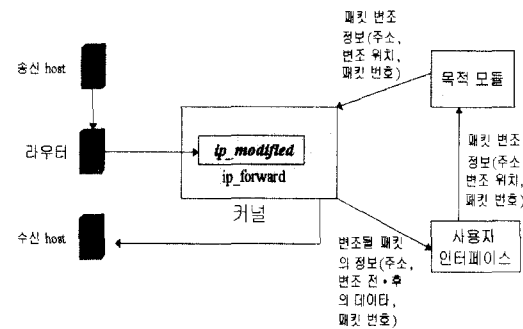 송신 host
라우터
수신 host
ip_modified
ip_forward
커널
패킷 변조
정보(주소,
변조 위치,
패킷 번호)
목적 모듈
패킷 변조
정보(주소
변조 위치,
패킷 번호)
사용자
인터페이스
변조될 패킷
의 정보(주소,
변조 전·후
의 데이타,
패킷 번호)